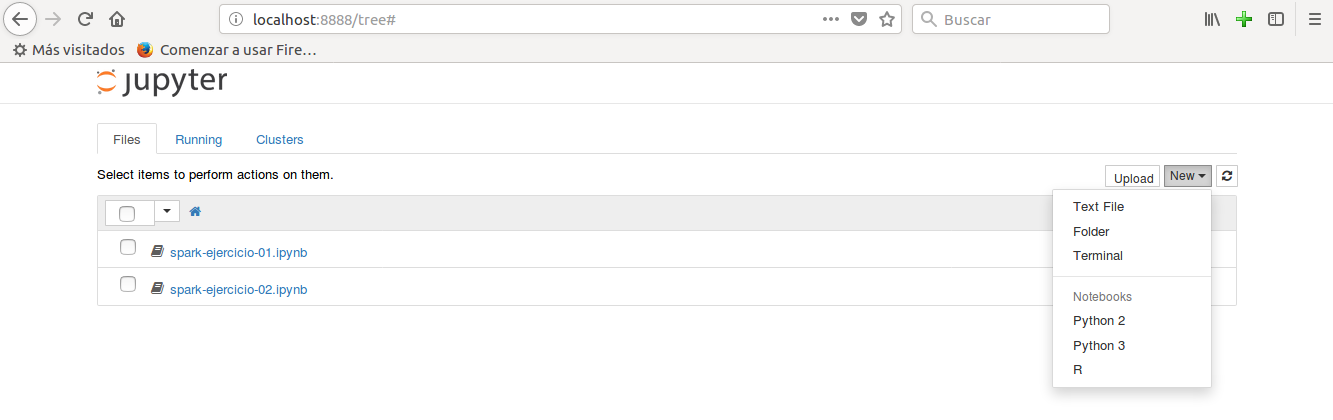 localhost:8888/tree#
Buscar
Más visitados
Comenzar a usar Fire…
jupyter
Files
Running
Clusters
Select items to perform actions on them.
Upload
New
spark-ejercicio-01.ipynb
spark-ejercicio-02.ipynb
Text File
Folder
Terminal
Notebooks
Python 2
Python 3
R